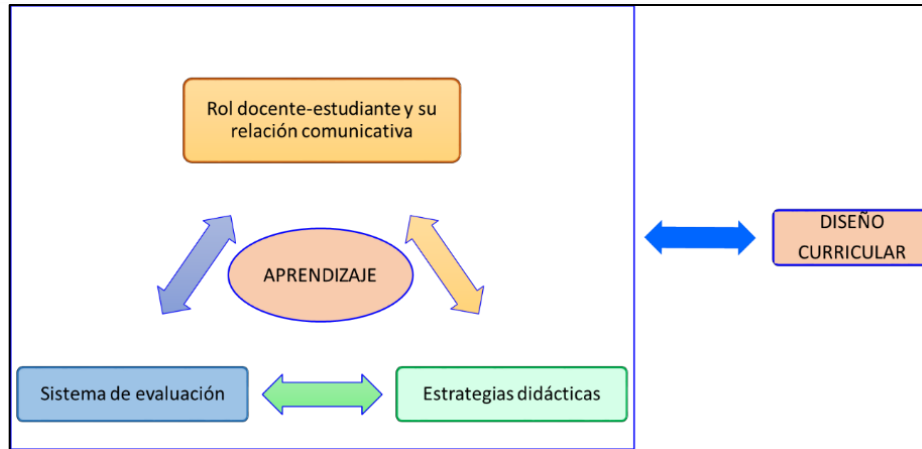 Rol docente-estudiante y su
relación comunicativa
DISEÑO
CURRICULAR
APRENDIZAJE
Sistema de evaluación
Estrategias didácticas